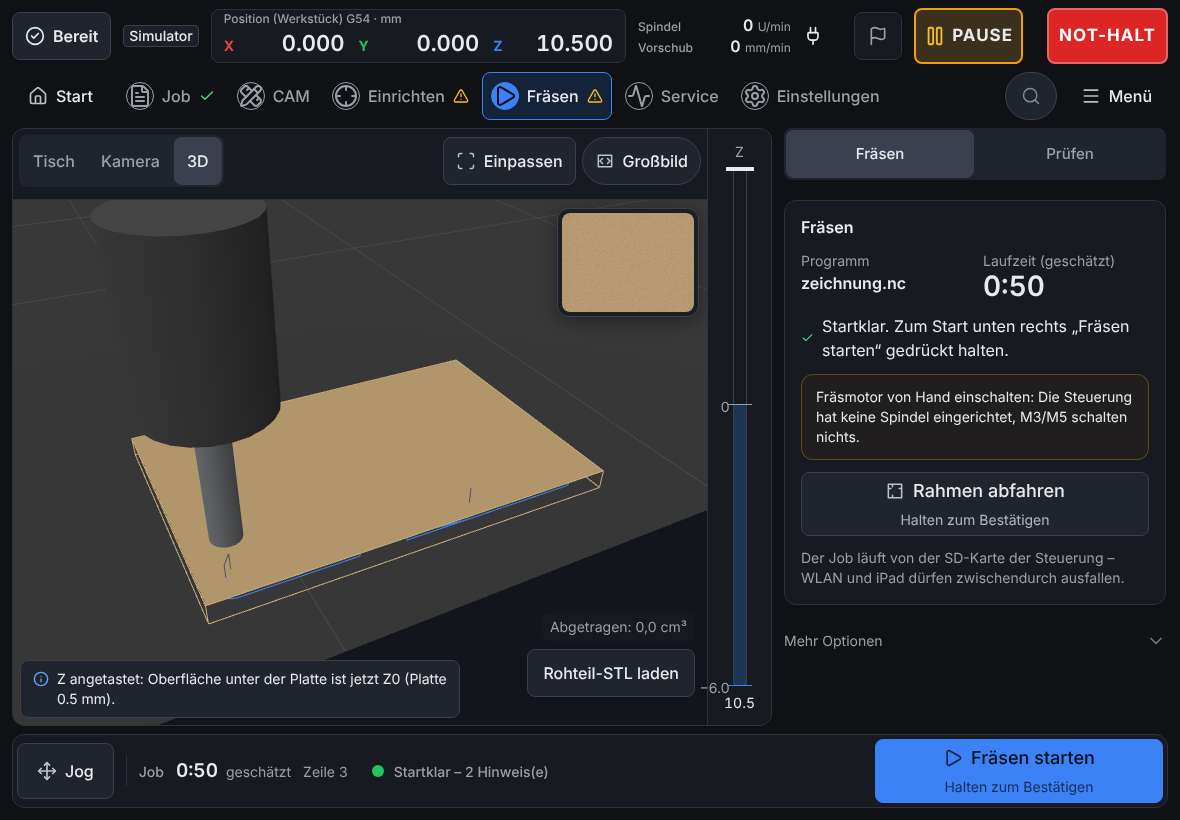 Bereit
Simulator
Position (Werkstück) G54 · mm
X 0.000 Y 0.000 Z 10.500
Spindel 0 U/min
Vorschub 0 mm/min
PAUSE
NOT-HALT
Start
Job
CAM
Einrichten
Fräsen
Service
Einstellungen
Menü
Tisch
Kamera
3D
Einpassen
Großbild
Z
0
−6.0
10.5
Abgetragen: 0,0 cm³
Rohteil-STL laden
Z angetastet: Oberfläche unter der Platte ist jetzt Z0 (Platte
0.5 mm).
Fräsen
Prüfen
Fräsen
Programm
zeichnung.nc
Laufzeit (geschätzt)
0:50
Startklar. Zum Start unten rechts „Fräsen
starten“ gedrückt halten.
Fräsmotor von Hand einschalten: Die Steuerung
hat keine Spindel eingerichtet, M3/M5 schalten
nichts.
Rahmen abfahren
Halten zum Bestätigen
Der Job läuft von der SD-Karte der Steuerung –
WLAN und iPad dürfen zwischendurch ausfallen.
Mehr Optionen
Jog
Job 0:50 geschätzt Zeile 3
Startklar – 2 Hinweis(e)
Fräsen starten
Halten zum Bestätigen